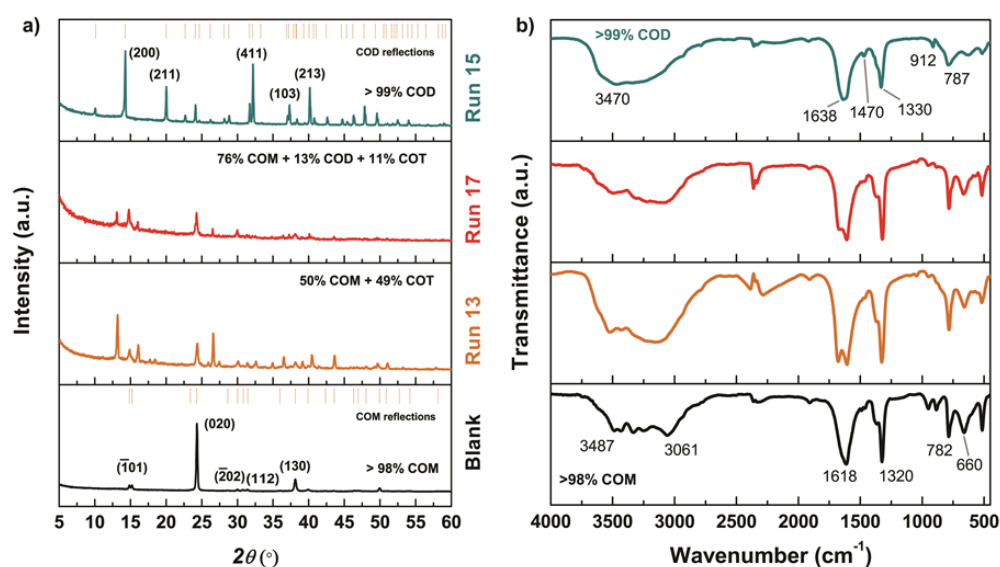 a)
COD reflections
(200)
(211)
(411)
(103)
(213)
> 99% COD
Run 15
76% COM + 13% COD + 11% COT
Run 17
50% COM + 49% COT
Run 13
COM reflections
(020)
(1̅01)
(2̅02)
(112)
(130)
> 98% COM
Blank
Intensity (a.u.)
5 10 15 20 25 30 35 40 45 50 55 60
2θ (°)
b)
>99% COD
3470
1638
1470
1330
912
787
3487
3061
1618
1320
782
660
>98% COM
Transmittance (a.u.)
4000 3500 3000 2500 2000 1500 1000 500
Wavenumber (cm⁻¹)